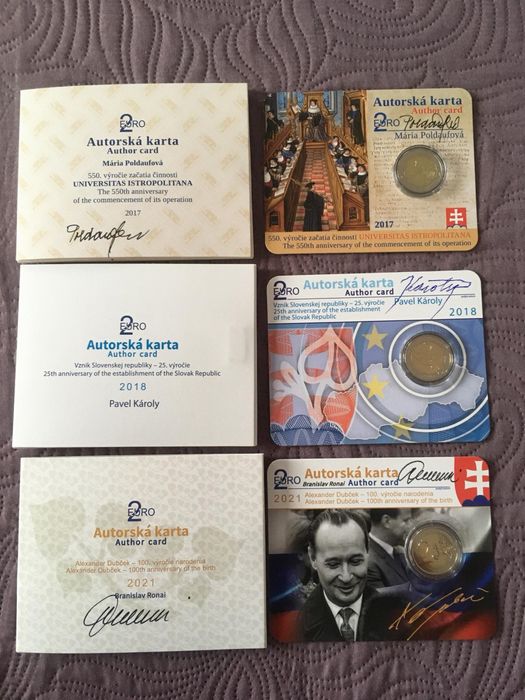 2
EURO
Autorská karta
Author card
Mária Poldaufová
550. výročie začatia činnosti
UNIVERSITAS ISTROPOLITANA
The 550th anniversary
of the commencement of its operation
2017
Autorská karta
Author card
2
EURO
Mária Poldaufová
2017
550. výročie začatia činnosti UNIVERSITAS ISTROPOLITANA
The 550th anniversary of the commencement of its operation
2
EURO
Autorská karta
Author card
Vznik Slovenskej republiky – 25. výročie
25th anniversary of the establishment of the Slovak Republic
2018
Pavel Károly
2
EURO
Autorská karta
Author card
Vznik Slovenskej republiky – 25. výročie
25th anniversary of the establishment
of the Slovak Republic
Pavel Károly
2018
2
EURO
Autorská karta
Author card
Alexander Dubček – 100. výročie narodenia
Alexander Dubček – 100th anniversary of the birth
2021
Branislav Ronai
2
EURO
Autorská karta
Branislav Ronai Author card
2021
Alexander Dubček – 100. výročie narodenia
Alexander Dubček – 100th anniversary of the birth